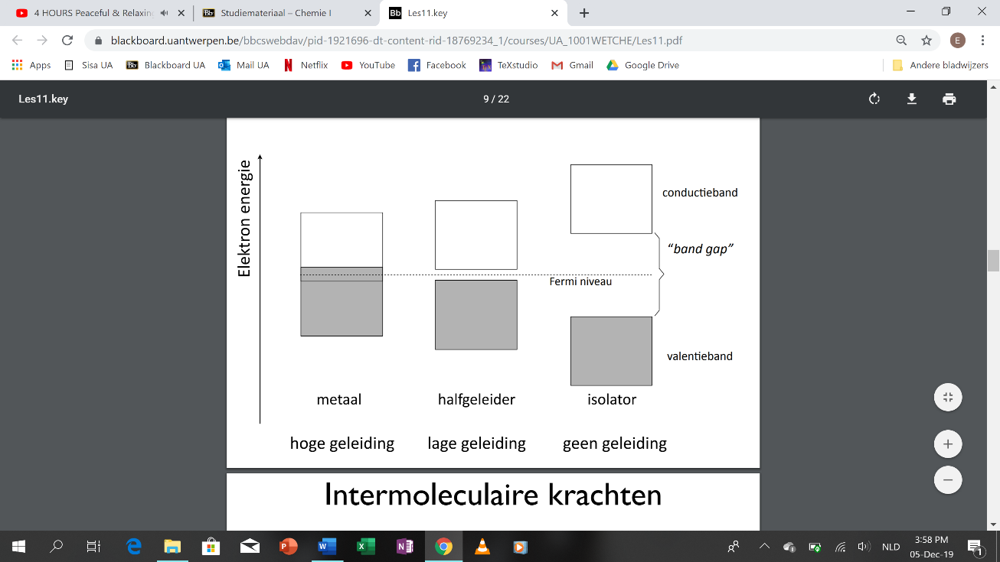 4 HOURS Peaceful & Relaxin
Studiemateriaal – Chemie I
Les11.key
blackboard.uantwerpen.be/bbcswebdav/pid-1921696-dt-content-rid-18769234_1/courses/UA_1001WETCHE/Les11.pdf
E
Apps
Sisa UA
Blackboard UA
Mail UA
Netflix
YouTube
Facebook
TeXstudio
Gmail
Google Drive
Andere bladwijzers
Les11.key
9 / 22
Elektron energie
conductieband
"band gap"
Fermi niveau
valentieband
metaal
halfgeleider
isolator
hoge geleiding
lage geleiding
geen geleiding
Intermoleculaire krachten
NLD
3:58 PM
05-Dec-19
1